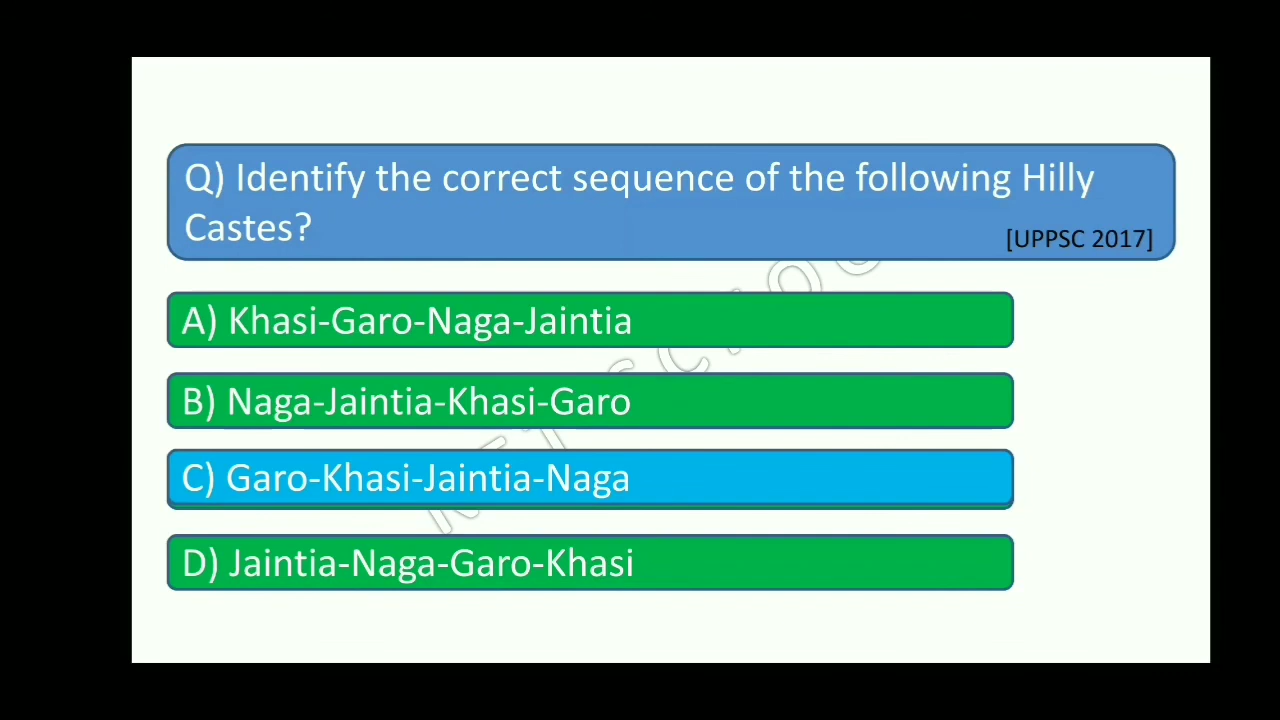 Q) Identify the correct sequence of the following Hilly
Castes?
[UPPSC 2017]
A) Khasi-Garo-Naga-Jaintia
B) Naga-Jaintia-Khasi-Garo
C) Garo-Khasi-Jaintia-Naga
D) Jaintia-Naga-Garo-Khasi